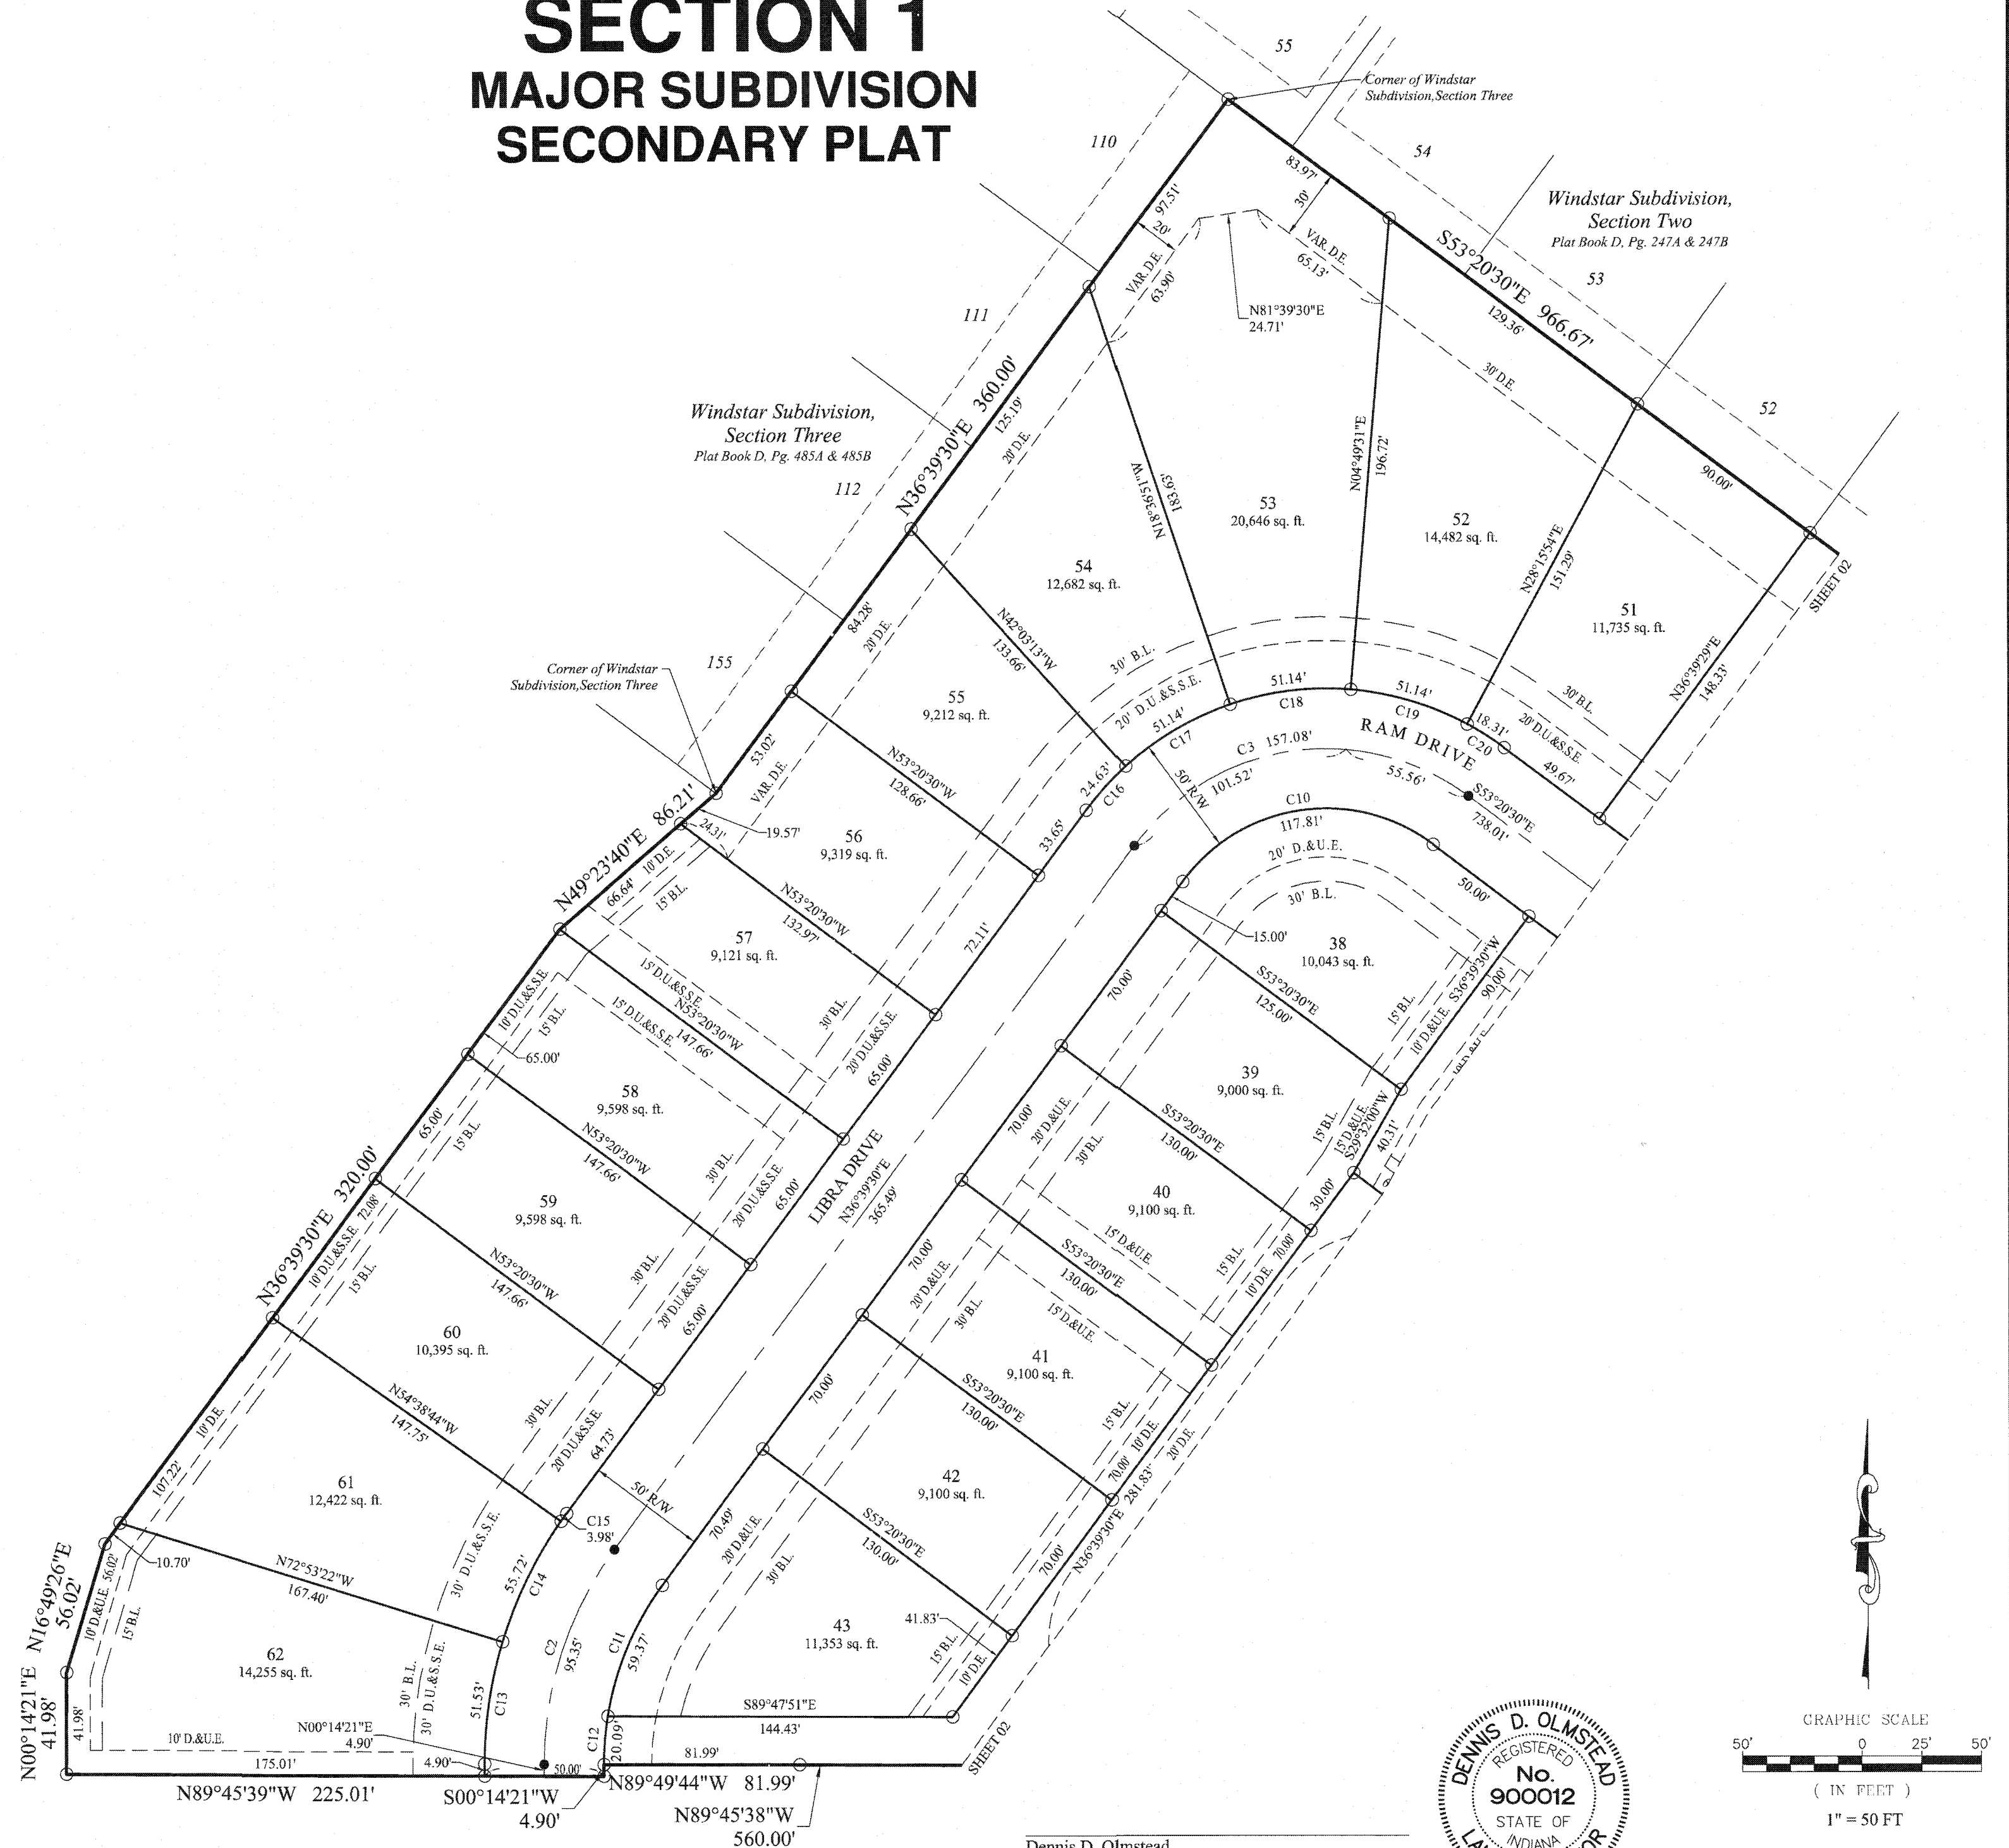 SECTION 1
MAJOR SUBDIVISION
SECONDARY PLAT
55
Corner of Windstar
Subdivision,Section Three
110
54
83.97'
30'
Windstar Subdivision,
Section Two
Plat Book D, Pg. 247A & 247B
97.51'
20'
VAR. D.E.
63.90'
VAR. D.E.
65.13'
S53°20'30"E 966.67'
53
N81°39'30"E
24.71'
129.36'
111
30' D.E.
52
N36°39'30"E 360.00'
125.19'
20' D.E.
Windstar Subdivision,
Section Three
Plat Book D, Pg. 485A & 485B
N18°36'51"W
183.63'
N04°49'31"E
196.72'
90.00'
112
53
20,646 sq. ft.
52
14,482 sq. ft.
N28°15'54"E
151.29'
54
12,682 sq. ft.
51
11,735 sq. ft.
SHEET 02
84.28'
20' D.E.
N42°03'13"W
133.66'
N36°39'29"E
148.33'
155
Corner of Windstar
Subdivision,Section Three
30' B.L.
20' D.U.&S.S.E.
51.14'
C17
51.14'
C18
51.14'
C19
18.31'
C20
30' B.L.
20' D.U.&S.S.E.
55
9,212 sq. ft.
RAM DRIVE
49.67'
53.02'
VAR. D.E.
N53°20'30"W
128.66'
24.63'
C16
50' R/W
C3 157.08'
101.52'
55.56'
S53°20'30"E
738.01'
N49°23'40"E 86.21'
24.31'
19.57'
56
9,319 sq. ft.
33.65'
C10
117.81'
20' D.&U.E.
30' B.L.
50.00'
66.64'
10' D.E.
15' B.L.
N53°20'30"W
132.97'
72.11'
15.00'
57
9,121 sq. ft.
38
10,043 sq. ft.
S53°20'30"E
125.00'
15' B.L.
10' D.&U.E.
S36°39'30"W
90.00'
15' D.U.&S.S.E.
N53°20'30"W
147.66'
15' D.U.&S.S.E.
10' D.U.&S.S.E.
15' B.L.
65.00'
30' B.L.
20' D.U.&S.S.E.
65.00'
70.00'
58
9,598 sq. ft.
39
9,000 sq. ft.
65.00'
15' B.L.
N53°20'30"W
147.66'
30' B.L.
20' D.U.&S.S.E.
65.00'
LIBRA DRIVE
N36°39'30"E
365.49'
70.00'
20' D.&U.E.
30' B.L.
S53°20'30"E
130.00'
15' B.L.
15' D.&U.E.
S29°32'00"W
40.31'
30.00'
N36°39'30"E 320.00'
72.08'
10' D.U.&S.S.E.
15' B.L.
59
9,598 sq. ft.
40
9,100 sq. ft.
15' D.&U.E.
N53°20'30"W
147.66'
30' B.L.
20' D.U.&S.S.E.
65.00'
70.00'
20' D.&U.E.
30' B.L.
S53°20'30"E
130.00'
15' D.&U.E.
15' B.L.
10' D.E.
70.00'
60
10,395 sq. ft.
41
9,100 sq. ft.
10' D.E.
107.22'
N54°38'44"W
147.75'
30' B.L.
20' D.U.&S.S.E.
64.73'
70.00'
S53°20'30"E
130.00'
15' B.L.
10' D.E.
20' D.E.
70.00'
61
12,422 sq. ft.
50' R/W
42
9,100 sq. ft.
N36°39'30"E 281.83'
C15
3.98'
70.49'
20' D.&U.E.
30' B.L.
S53°20'30"E
130.00'
70.00'
N16°49'26"E
56.02'
10' D.&U.E.
56.02'
15' B.L.
10.70'
N72°53'22"W
167.40'
30' D.U.&S.S.E.
55.72'
C14
41.83'
43
11,353 sq. ft.
15' B.L.
10' D.E.
62
14,255 sq. ft.
C2
95.35'
C11
59.37'
N00°14'21"E
41.98'
41.98'
30' B.L.
30' D.U.&S.S.E.
51.53'
C13
S89°47'51"E
144.43'
N00°14'21"E
4.90'
C12
20.09'
10' D.&U.E.
175.01'
4.90'
50.00'
81.99'
SHEET 02
N89°45'39"W 225.01'
S00°14'21"W
4.90'
N89°49'44"W 81.99'
N89°45'38"W
560.00'
Dennis D. Olmstead
DENNIS D. OLMSTEAD
REGISTERED
No.
900012
STATE OF
INDIANA
GRAPHIC SCALE
50' 0 25' 50'
( IN FEET )
1" = 50 FT